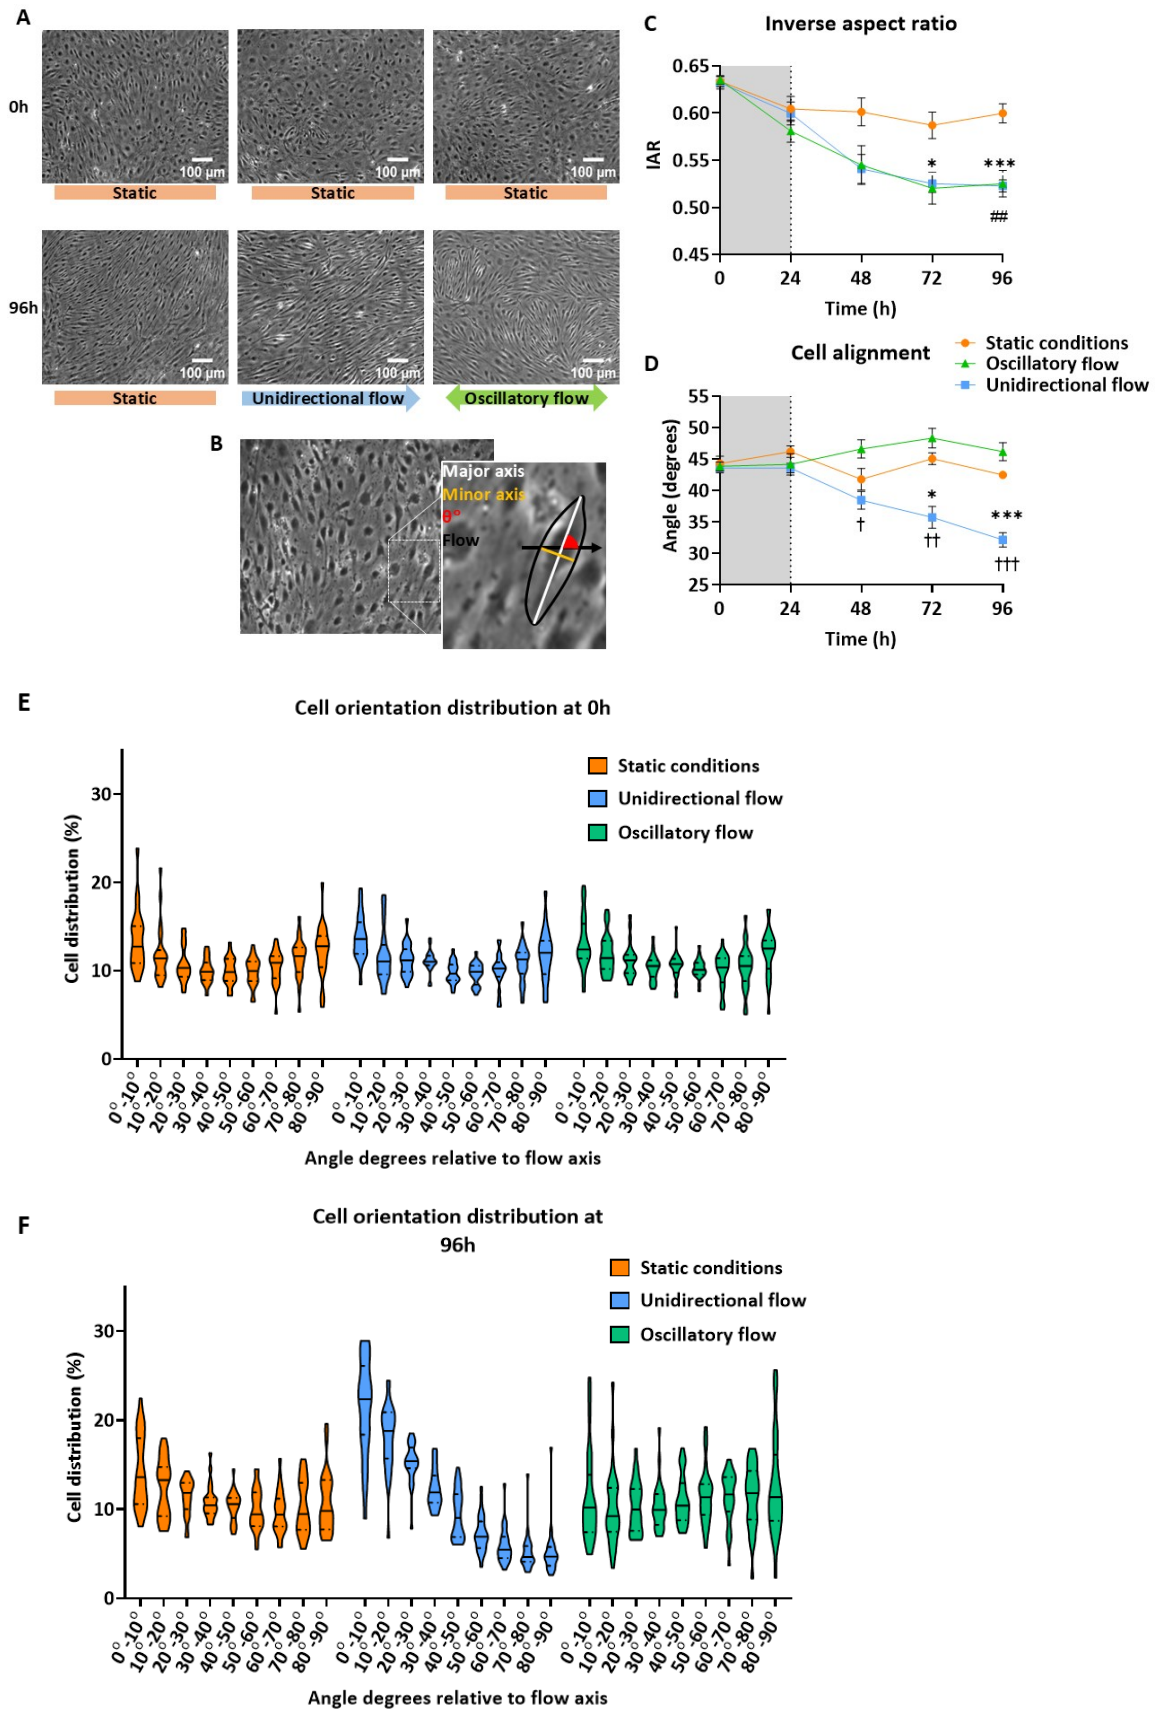 A
0h
100 µm
100 µm
100 µm
Static
Static
Static
96h
100 µm
100 µm
100 µm
Static
Unidirectional flow
Oscillatory flow
B
Major axis
Minor axis
θ°
Flow
C
Inverse aspect ratio
0.65
0.60
0.55
0.50
0.45
IAR
*
***
##
0
24
48
72
96
Time (h)
Static conditions
Oscillatory flow
Unidirectional flow
D
Cell alignment
55
50
45
40
35
30
25
Angle (degrees)
*
***
†
††
†††
0
24
48
72
96
Time (h)
E
Cell orientation distribution at 0h
Static conditions
Unidirectional flow
Oscillatory flow
30
20
10
0
Cell distribution (%)
0°-10°
10°-20°
20°-30°
30°-40°
40°-50°
50°-60°
60°-70°
70°-80°
80°-90°
0°-10°
10°-20°
20°-30°
30°-40°
40°-50°
50°-60°
60°-70°
70°-80°
80°-90°
0°-10°
10°-20°
20°-30°
30°-40°
40°-50°
50°-60°
60°-70°
70°-80°
80°-90°
Angle degrees relative to flow axis
F
Cell orientation distribution at
96h
Static conditions
Unidirectional flow
Oscillatory flow
30
20
10
0
Cell distribution (%)
0°-10°
10°-20°
20°-30°
30°-40°
40°-50°
50°-60°
60°-70°
70°-80°
80°-90°
0°-10°
10°-20°
20°-30°
30°-40°
40°-50°
50°-60°
60°-70°
70°-80°
80°-90°
0°-10°
10°-20°
20°-30°
30°-40°
40°-50°
50°-60°
60°-70°
70°-80°
80°-90°
Angle degrees relative to flow axis